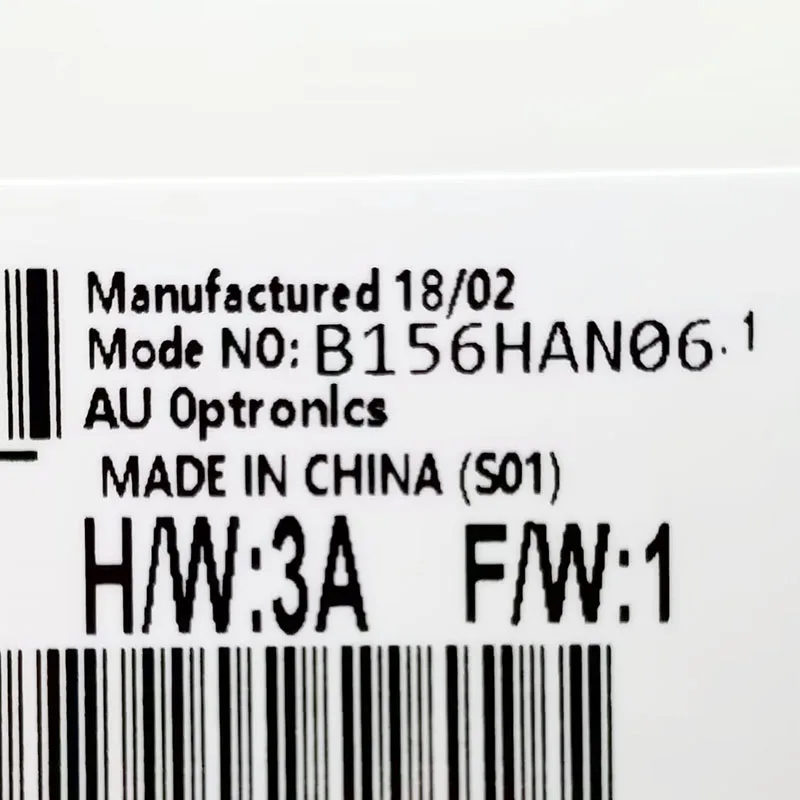 Manufactured 18/02
Mode NO: B156HAN06.1
AU Optronlcs
MADE IN CHINA (S01)
H/W:3A F/W:1